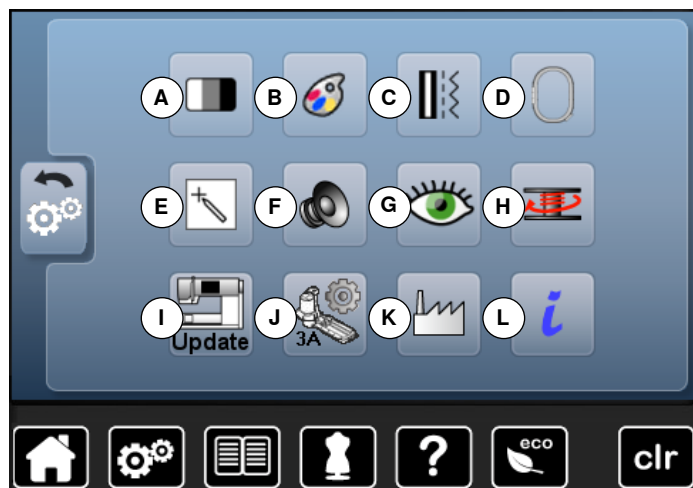 A B C D
E F G H
I J K L
Update 3A i
? eco clr